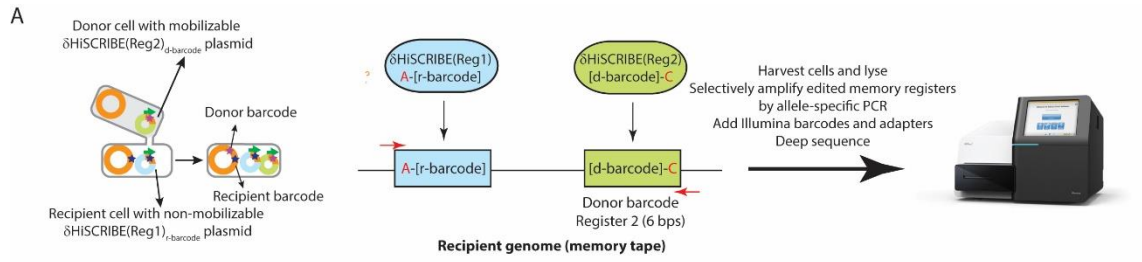 A
Donor cell with mobilizable
δHiSCRIBE(Reg2)d-barcode plasmid
Donor barcode
Recipient barcode
Recipient cell with non-mobilizable
δHiSCRIBE(Reg1)r-barcode plasmid
?
δHiSCRIBE(Reg1)
A-[r-barcode]
δHiSCRIBE(Reg2)
[d-barcode]-C
A-[r-barcode]
[d-barcode]-C
Donor barcode
Register 2 (6 bps)
Recipient genome (memory tape)
Harvest cells and lyse
Selectively amplify edited memory registers
by allele-specific PCR
Add Illumina barcodes and adapters
Deep sequence